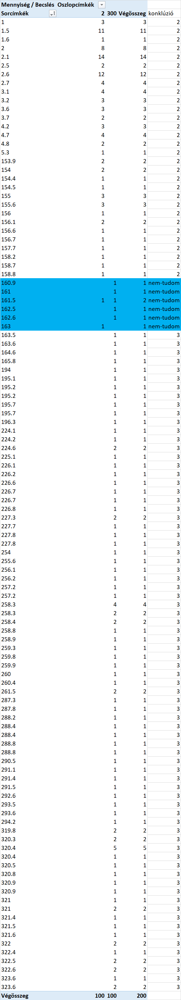 Mennyiség / Becslés Oszlopcímkék
Sorcímkék 2 300 Végösszeg konklúzió
1 3 3 2
1.5 11 11 2
1.6 1 1 2
2 8 8 2
2.1 14 14 2
2.5 2 2 2
2.6 12 12 2
2.7 4 4 2
3.1 4 4 2
3.2 3 3 2
3.6 3 3 2
3.7 2 2 2
4.2 3 3 2
4.7 4 4 2
4.8 2 2 2
5.3 1 1 2
153.9 2 2 2
154 2 2 2
154.4 1 1 2
154.5 1 1 2
155 3 3 2
155.6 3 3 2
156 1 1 2
156.1 2 2 2
156.6 1 1 2
156.7 1 1 2
157.7 1 1 2
158.2 1 1 2
158.7 1 1 2
158.8 1 1 2
160.9 1 1 nem-tudom
161 1 1 nem-tudom
161.5 1 1 2 nem-tudom
162.5 1 1 nem-tudom
162.6 1 1 nem-tudom
163 1 1 nem-tudom
163.5 1 1 3
163.6 1 1 3
164.6 1 1 3
165.8 1 1 3
194 1 1 3
195.1 1 1 3
195.2 1 1 3
195.2 1 1 3
195.7 1 1 3
195.7 1 1 3
196.3 1 1 3
224.1 1 1 3
224.2 1 1 3
224.6 2 2 3
225.1 1 1 3
226.1 1 1 3
226.2 1 1 3
226.6 1 1 3
226.7 1 1 3
226.7 1 1 3
226.8 1 1 3
227.3 2 2 3
227.7 1 1 3
227.8 1 1 3
227.8 1 1 3
254 1 1 3
255.6 1 1 3
256.1 1 1 3
256.2 1 1 3
257.2 1 1 3
257.2 1 1 3
258.3 4 4 3
258.3 2 2 3
258.4 2 2 3
258.8 1 1 3
258.9 1 1 3
259.3 1 1 3
259.8 1 1 3
259.9 1 1 3
260 1 1 3
260.4 1 1 3
261.5 2 2 3
287.3 1 1 3
287.8 1 1 3
288.2 1 1 3
288.4 1 1 3
288.4 1 1 3
288.8 1 1 3
288.8 1 1 3
290.5 1 1 3
291.1 1 1 3
291.4 1 1 3
291.5 1 1 3
292.6 1 1 3
293.5 1 1 3
293.6 1 1 3
294.2 1 1 3
319.8 2 2 3
320.3 2 2 3
320.4 5 5 3
320.4 1 1 3
320.5 1 1 3
320.8 1 1 3
320.9 1 1 3
320.9 1 1 3
321 1 1 3
321 2 2 3
321.4 1 1 3
321.5 1 1 3
321.6 1 1 3
322 2 2 3
322.4 1 1 3
322.5 2 2 3
322.6 2 2 3
323.6 1 1 3
323.6 2 2 3
Végösszeg 100 100 200